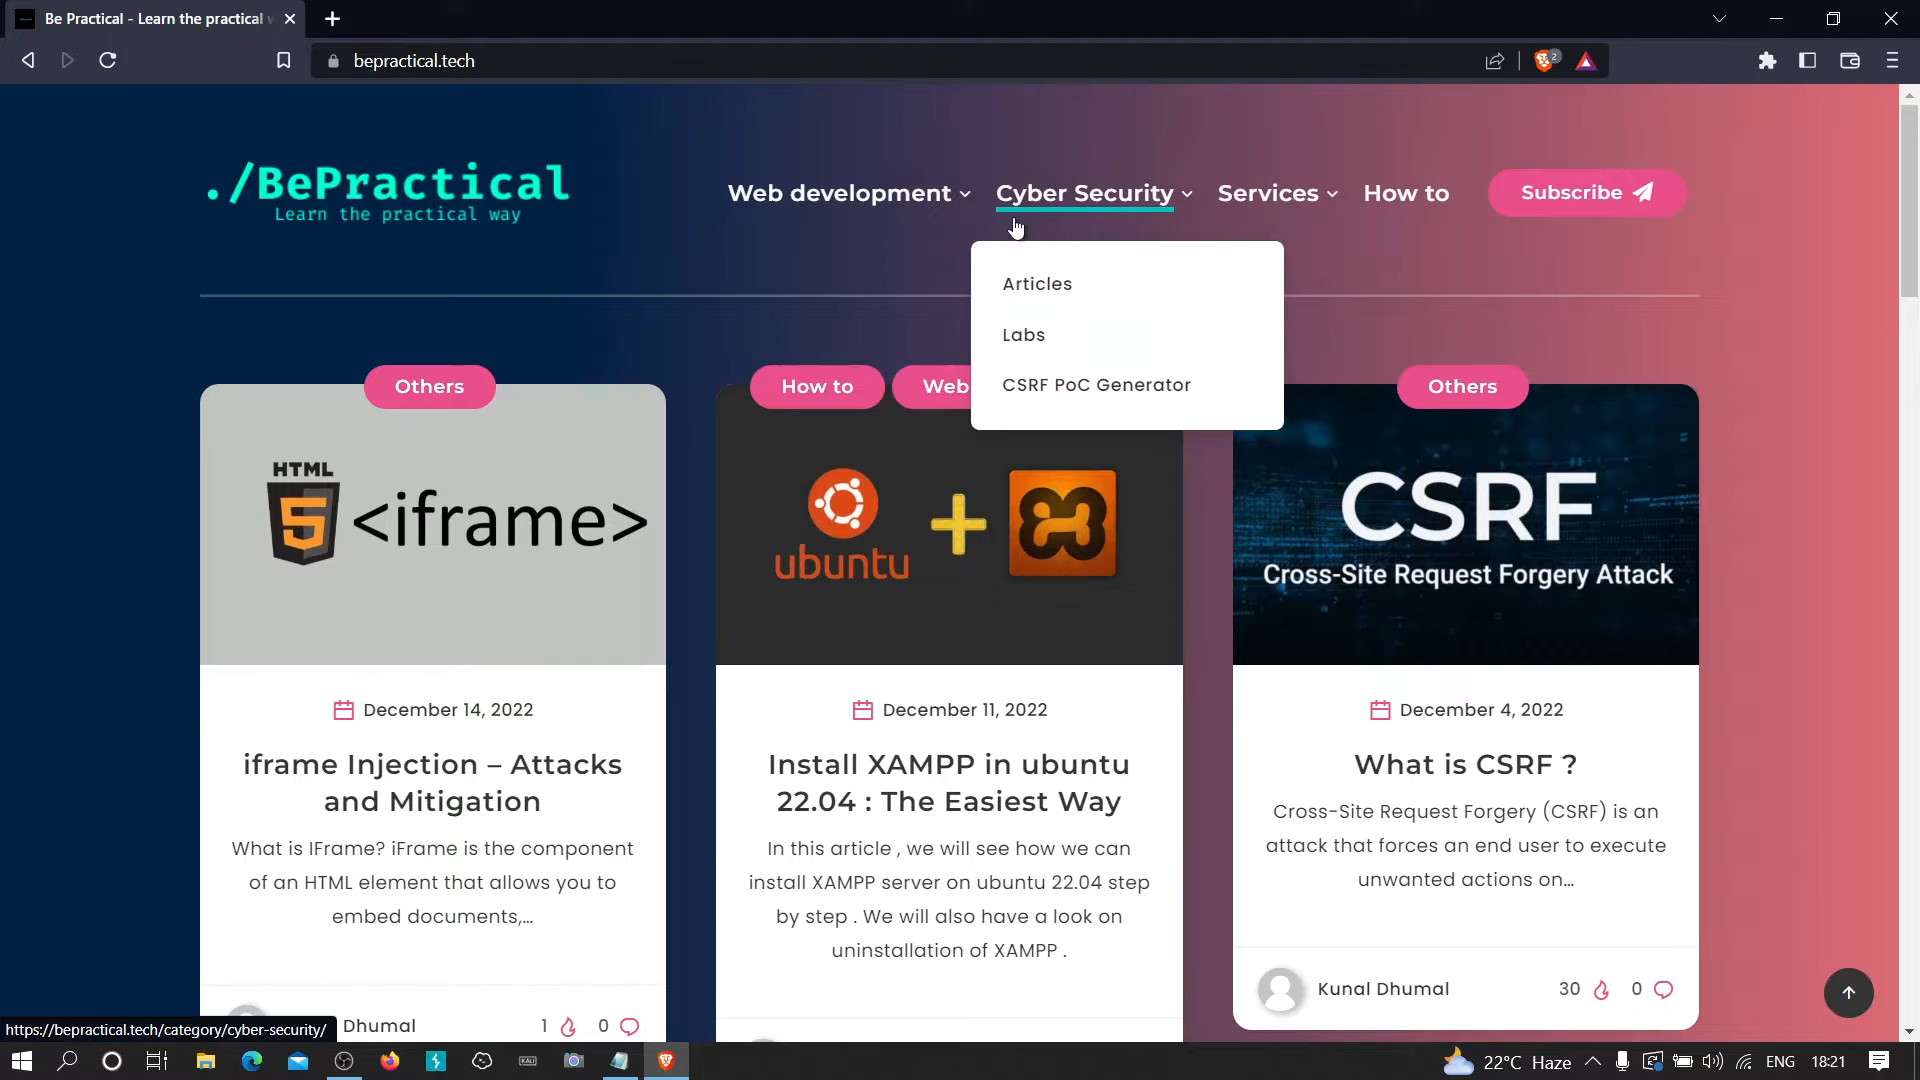 Be Practical - Learn the practical w
bepractical.tech
2
./BePractical
Learn the practical way
Web development
Cyber Security
Services
How to
Subscribe
Articles
Labs
CSRF PoC Generator
Others
How to
Web
Others
HTML
5
<iframe>
ubuntu
CSRF
Cross-Site Request Forgery Attack
December 14, 2022
iframe Injection – Attacks
and Mitigation
What is IFrame? iFrame is the component
of an HTML element that allows you to
embed documents,...
Dhumal
1
0
December 11, 2022
Install XAMPP in ubuntu
22.04 : The Easiest Way
In this article , we will see how we can
install XAMPP server on ubuntu 22.04 step
by step . We will also have a look on
uninstallation of XAMPP .
December 4, 2022
What is CSRF ?
Cross-Site Request Forgery (CSRF) is an
attack that forces an end user to execute
unwanted actions on...
Kunal Dhumal
30
0
https://bepractical.tech/category/cyber-security/
KALI
22°C Haze
ENG
18:21